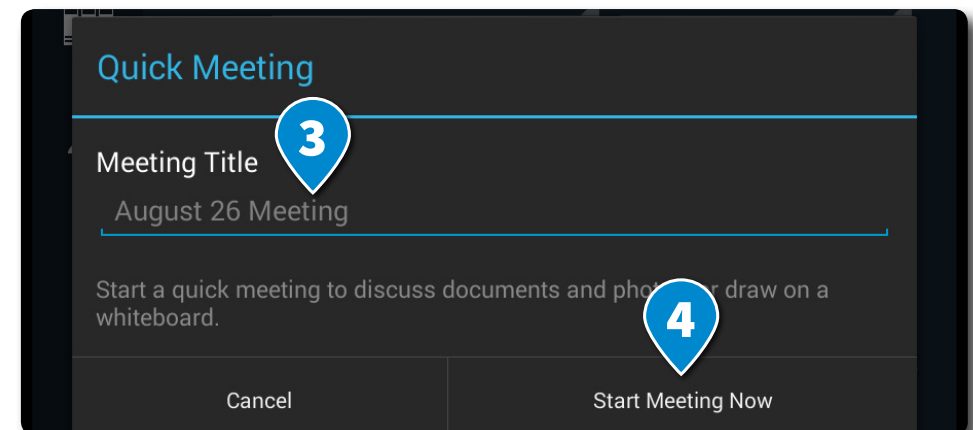 Quick Meeting
3
Meeting Title
August 26 Meeting
Start a quick meeting to discuss documents and draw on a
whiteboard.
4
Cancel
Start Meeting Now